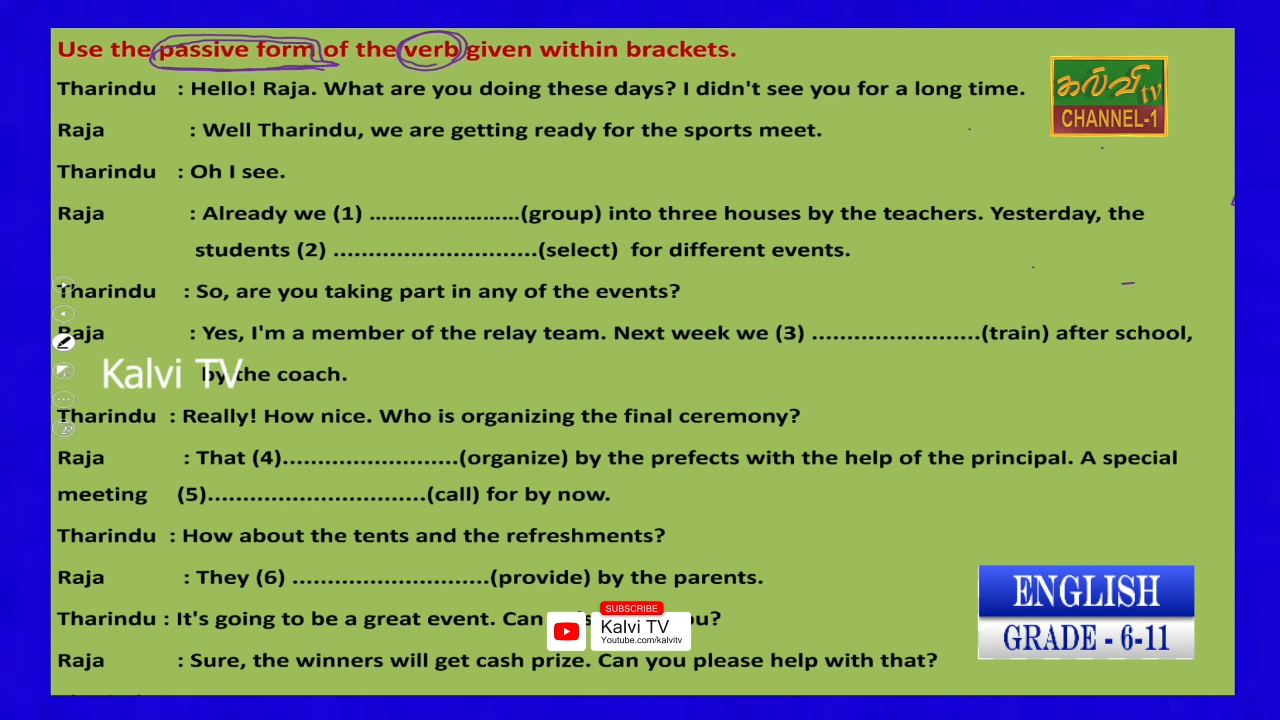 Use the passive form of the verb given within brackets.
Tharindu : Hello! Raja. What are you doing these days? I didn't see you for a long time.
Raja : Well Tharindu, we are getting ready for the sports meet.
Tharindu : Oh I see.
Raja : Already we (1) ........................(group) into three houses by the teachers. Yesterday, the
students (2) .............................(select) for different events.
Tharindu : So, are you taking part in any of the events?
Raja : Yes, I'm a member of the relay team. Next week we (3) ........................(train) after school,
by the coach.
Tharindu : Really! How nice. Who is organizing the final ceremony?
Raja : That (4).........................(organize) by the prefects with the help of the principal. A special
meeting (5)...............................(call) for by now.
Tharindu : How about the tents and the refreshments?
Raja : They (6) ............................(provide) by the parents.
Tharindu : It's going to be a great event. Can
Raja : Sure, the winners will get cash prize. Can you please help with that?
கல்வி tv
CHANNEL-1
Kalvi TV
SUBSCRIBE
Kalvi TV
Youtube.com/kalvitv
ENGLISH
GRADE - 6-11